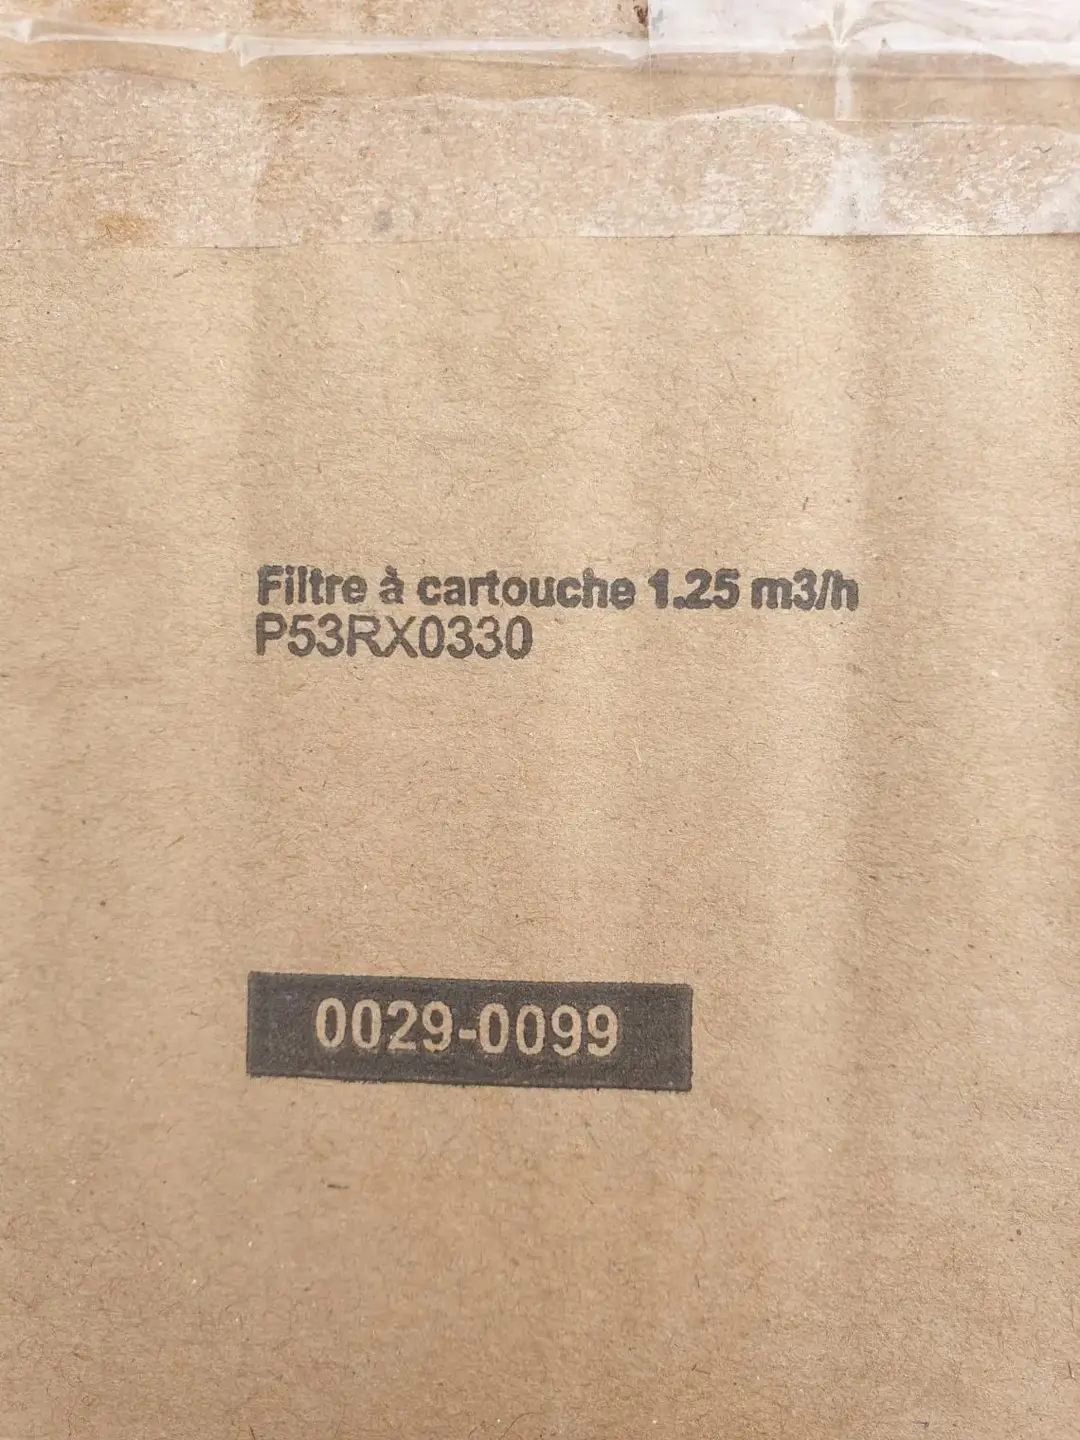 Filtre à cartouche 1.25 m3/h
P53RX0330
0029-0099